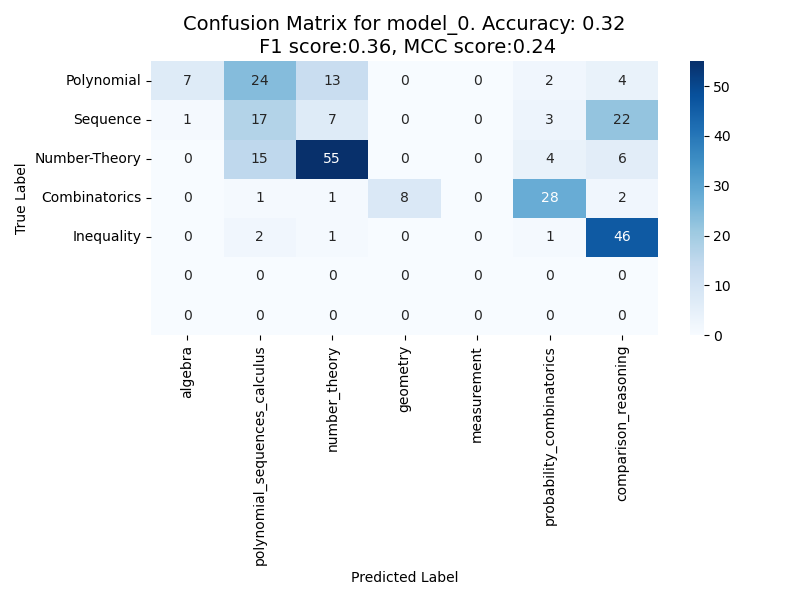 Confusion Matrix for model_0. Accuracy: 0.32
F1 score:0.36, MCC score:0.24
True Label
Polynomial 7 24 13 0 0 2 4
Sequence 1 17 7 0 0 3 22
Number-Theory 0 15 55 0 0 4 6
Combinatorics 0 1 1 8 0 28 2
Inequality 0 2 1 0 0 1 46
0 0 0 0 0 0 0
0 0 0 0 0 0 0
algebra
polynomial_sequences_calculus
number_theory
geometry
measurement
probability_combinatorics
comparison_reasoning
Predicted Label
50
40
30
20
10
0